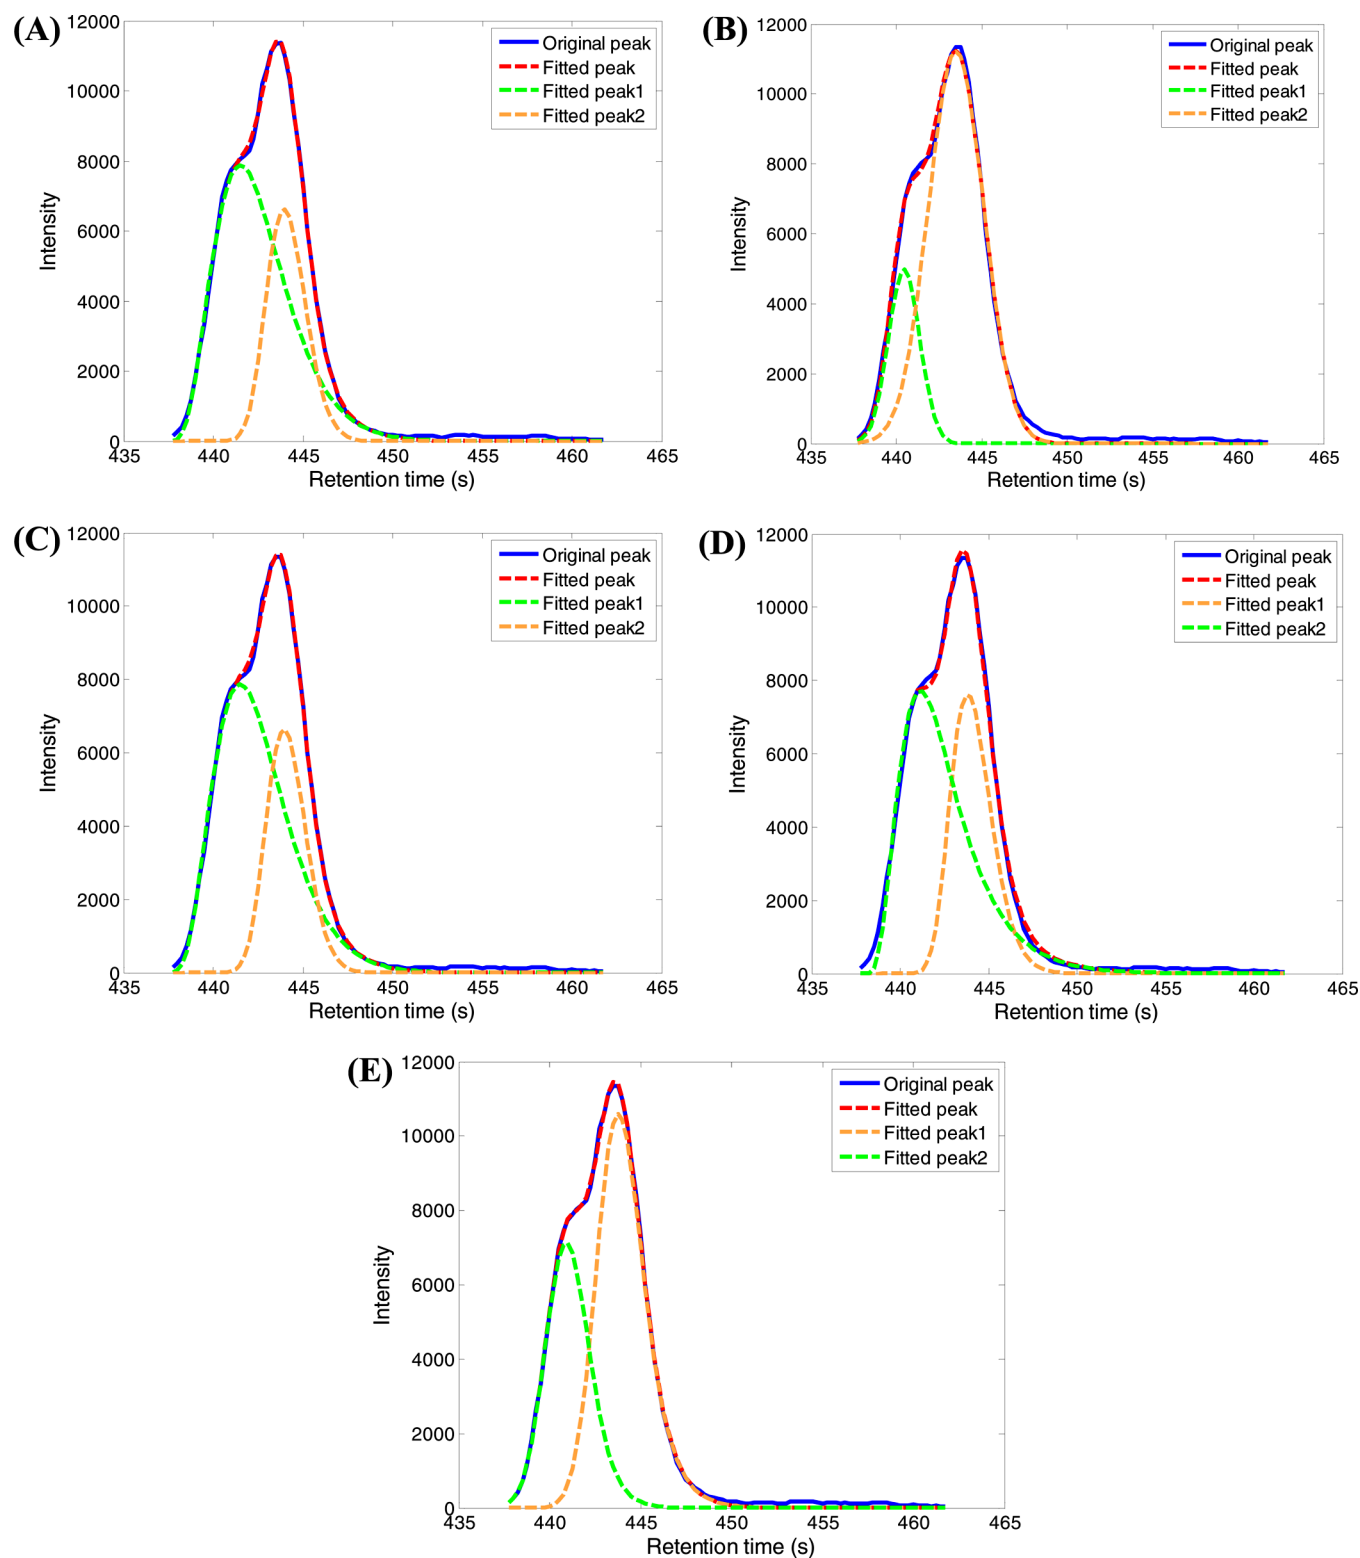 (A)
12000
10000
8000
6000
4000
2000
0
435 440 445 450 455 460 465
Intensity
Retention time (s)
Original peak
Fitted peak
Fitted peak1
Fitted peak2
(B)
12000
10000
8000
6000
4000
2000
0
435 440 445 450 455 460 465
Intensity
Retention time (s)
Original peak
Fitted peak
Fitted peak1
Fitted peak2
(C)
12000
10000
8000
6000
4000
2000
0
435 440 445 450 455 460 465
Intensity
Retention time (s)
Original peak
Fitted peak
Fitted peak1
Fitted peak2
(D)
12000
10000
8000
6000
4000
2000
0
435 440 445 450 455 460 465
Intensity
Retention time (s)
Original peak
Fitted peak
Fitted peak1
Fitted peak2
(E)
12000
10000
8000
6000
4000
2000
0
435 440 445 450 455 460 465
Intensity
Retention time (s)
Original peak
Fitted peak
Fitted peak1
Fitted peak2